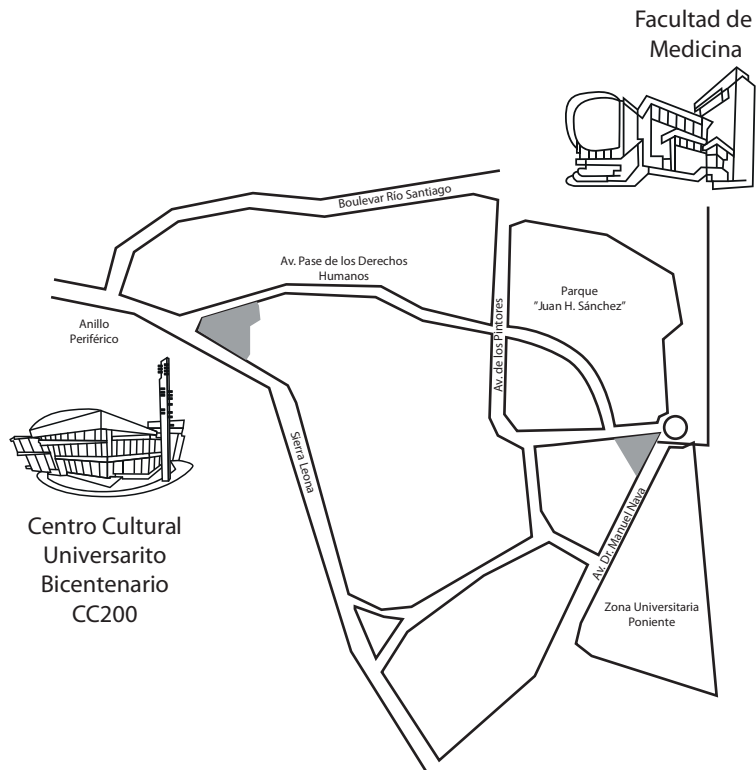 Facultad de
Medicina
Boulevar Río Santiago
Av. Pase de los Derechos
Humanos
Parque
"Juan H. Sánchez"
Anillo
Periférico
Av. de los Pintores
Sierra Leona
Centro Cultural
Universarito
Bicentenario
CC200
Av. Dr. Manuel Nava
Zona Universitaria
Poniente